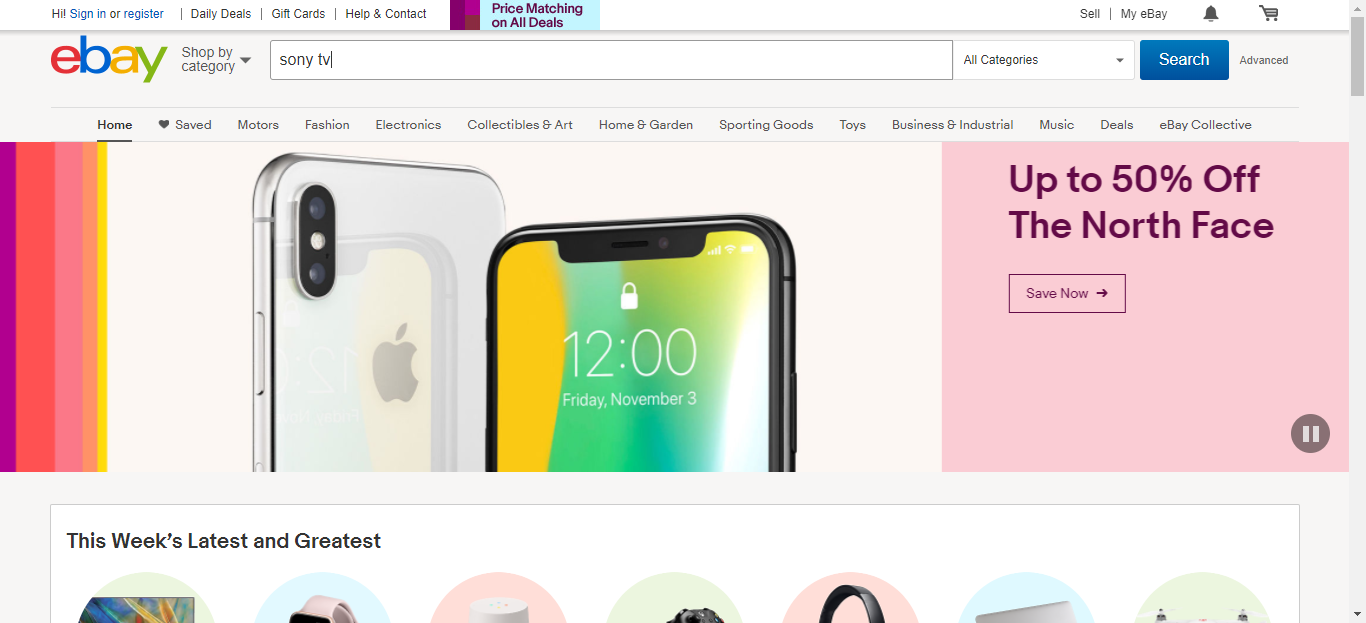 Hi! Sign in or register | Daily Deals | Gift Cards | Help & Contact
Price Matching
on All Deals
Sell | My eBay
ebay
Shop by
category
sony tv
All Categories
Search
Advanced
Home
Saved
Motors
Fashion
Electronics
Collectibles & Art
Home & Garden
Sporting Goods
Toys
Business & Industrial
Music
Deals
eBay Collective
12:00
Friday, November 3
Up to 50% Off
The North Face
Save Now
This Week's Latest and Greatest